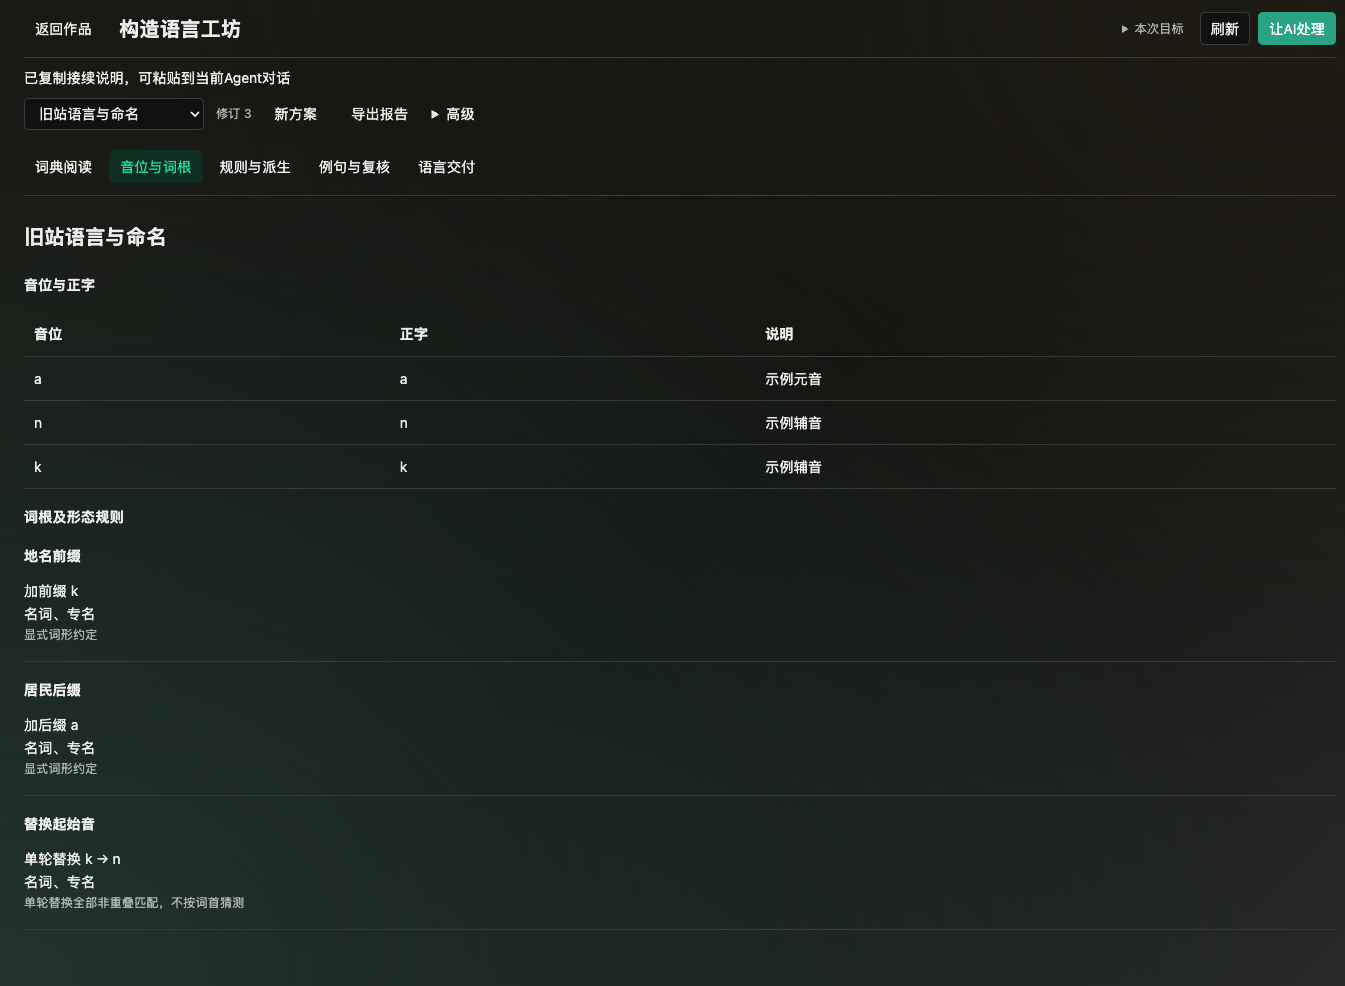 返回作品 构造语言工坊 ▶ 本次目标 刷新 让AI处理
已复制接续说明，可粘贴到当前Agent对话
旧站语言与命名 修订 3 新方案 导出报告 ▶ 高级
词典阅读 音位与词根 规则与派生 例句与复核 语言交付
旧站语言与命名
音位与正字
音位 正字 说明
a a 示例元音
n n 示例辅音
k k 示例辅音
词根及形态规则
地名前缀
加前缀 k
名词、专名
显式词形约定
居民后缀
加后缀 a
名词、专名
显式词形约定
替换起始音
单轮替换 k → n
名词、专名
单轮替换全部非重叠匹配，不按词首猜测